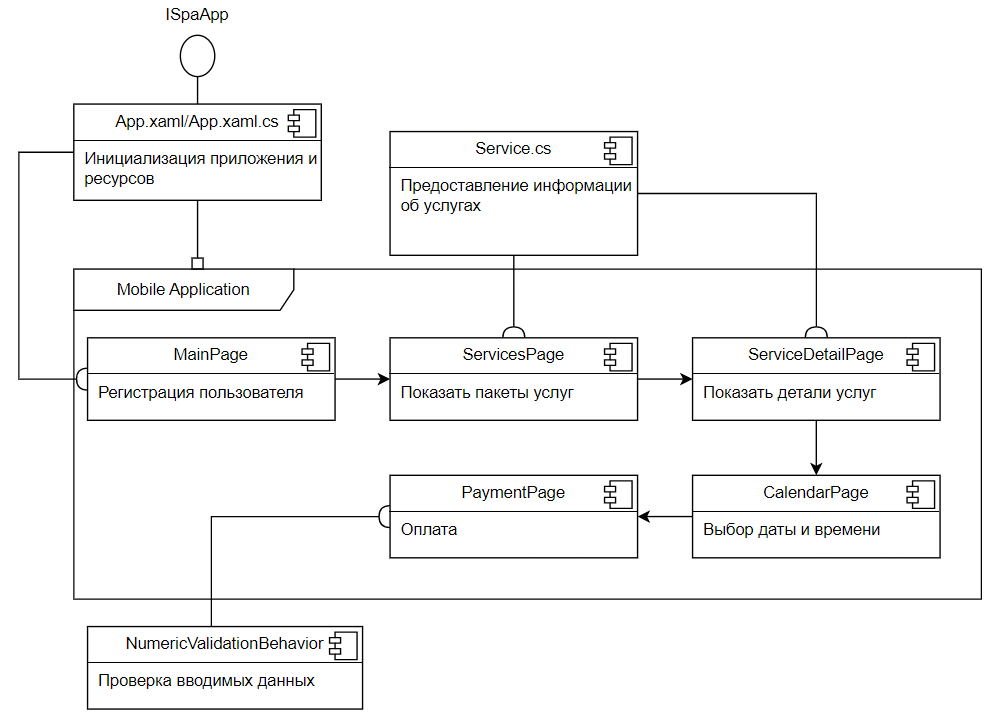 ISpaApp
App.xaml/App.xaml.cs
Инициализация приложения и
ресурсов
Service.cs
Предоставление информации
об услугах
Mobile Application
MainPage
Регистрация пользователя
ServicesPage
Показать пакеты услуг
ServiceDetailPage
Показать детали услуг
PaymentPage
Оплата
CalendarPage
Выбор даты и времени
NumericValidationBehavior
Проверка вводимых данных